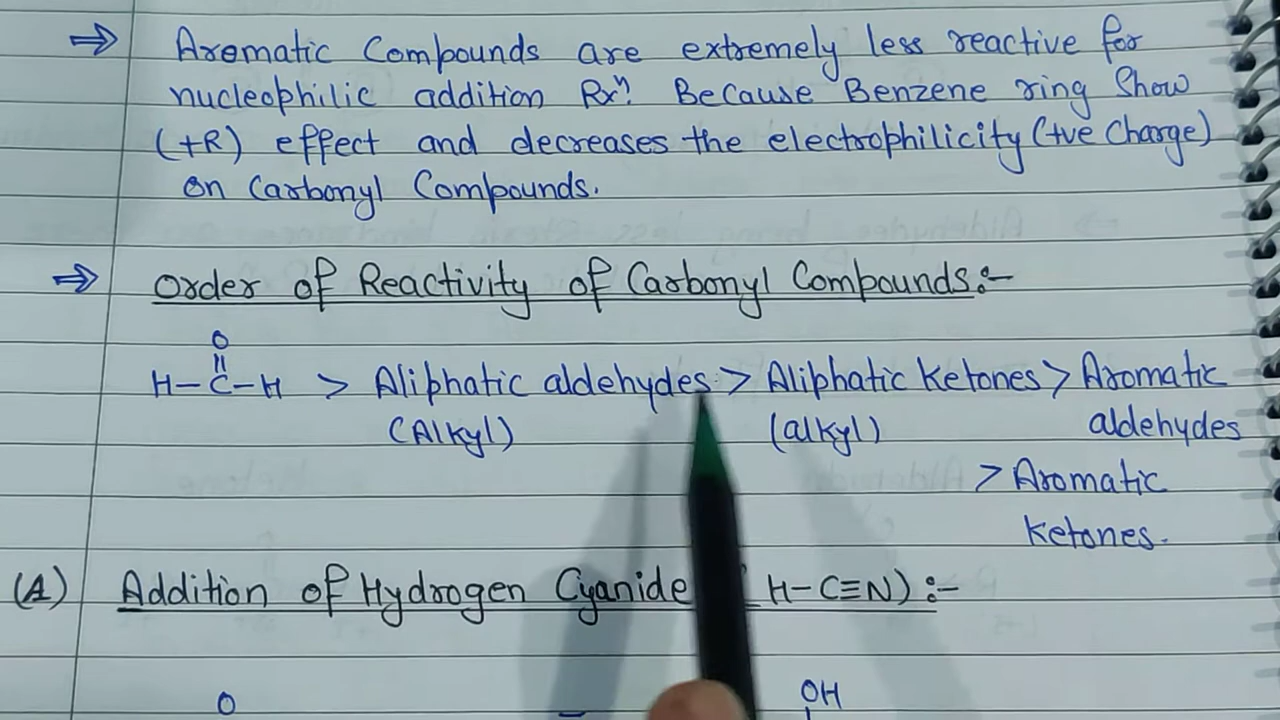 ⇒ Aromatic Compounds are extremely less reactive for
nucleophilic addition Rxⁿ. Because Benzene ring Show
(+R) effect and decreases the electrophilicity (+ve Charge)
on Carbonyl Compounds.
⇒ Order of Reactivity of Carbonyl Compounds:-
O
||
H-C-H > Aliphatic aldehydes > Aliphatic Ketones > Aromatic
(Alkyl) (alkyl) aldehydes
> Aromatic
Ketones.
(A) Addition of Hydrogen Cyanide H-C≡N) :-
O OH